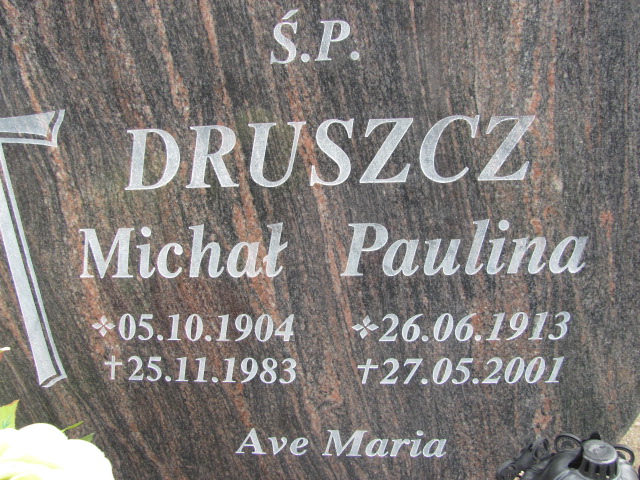 Ś.P.
DRUSZCZ
Michał Paulina
❖05.10.1904 ❖26.06.1913
†25.11.1983 †27.05.2001
Ave Maria